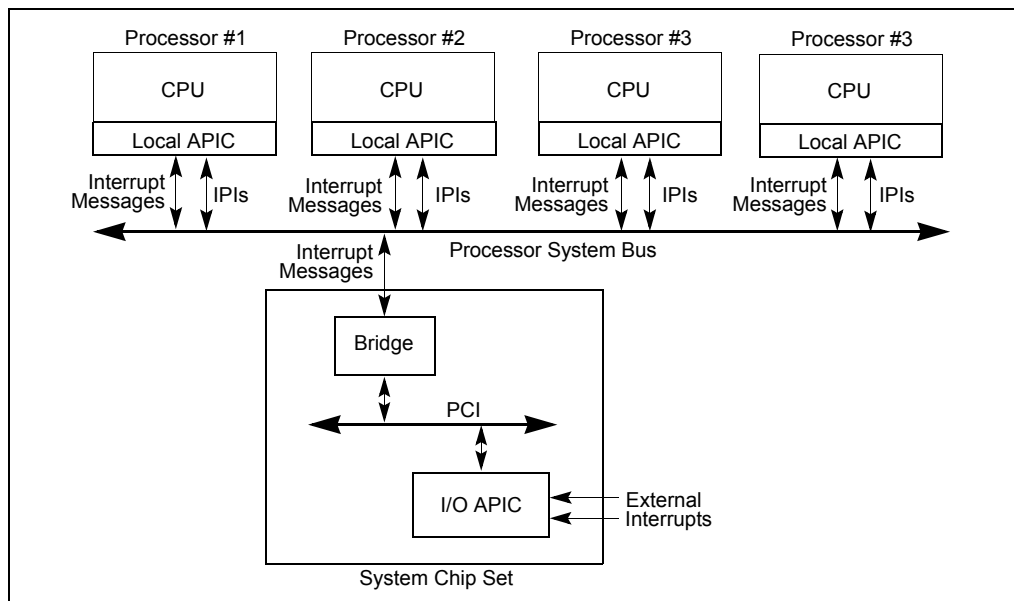 Processor #1
Processor #2
Processor #3
Processor #3
CPU
CPU
CPU
CPU
Local APIC
Local APIC
Local APIC
Local APIC
Interrupt
Messages
IPIs
Interrupt
Messages
IPIs
Interrupt
Messages
IPIs
Interrupt
Messages
IPIs
Processor System Bus
Interrupt
Messages
Bridge
PCI
I/O APIC
External
Interrupts
System Chip Set